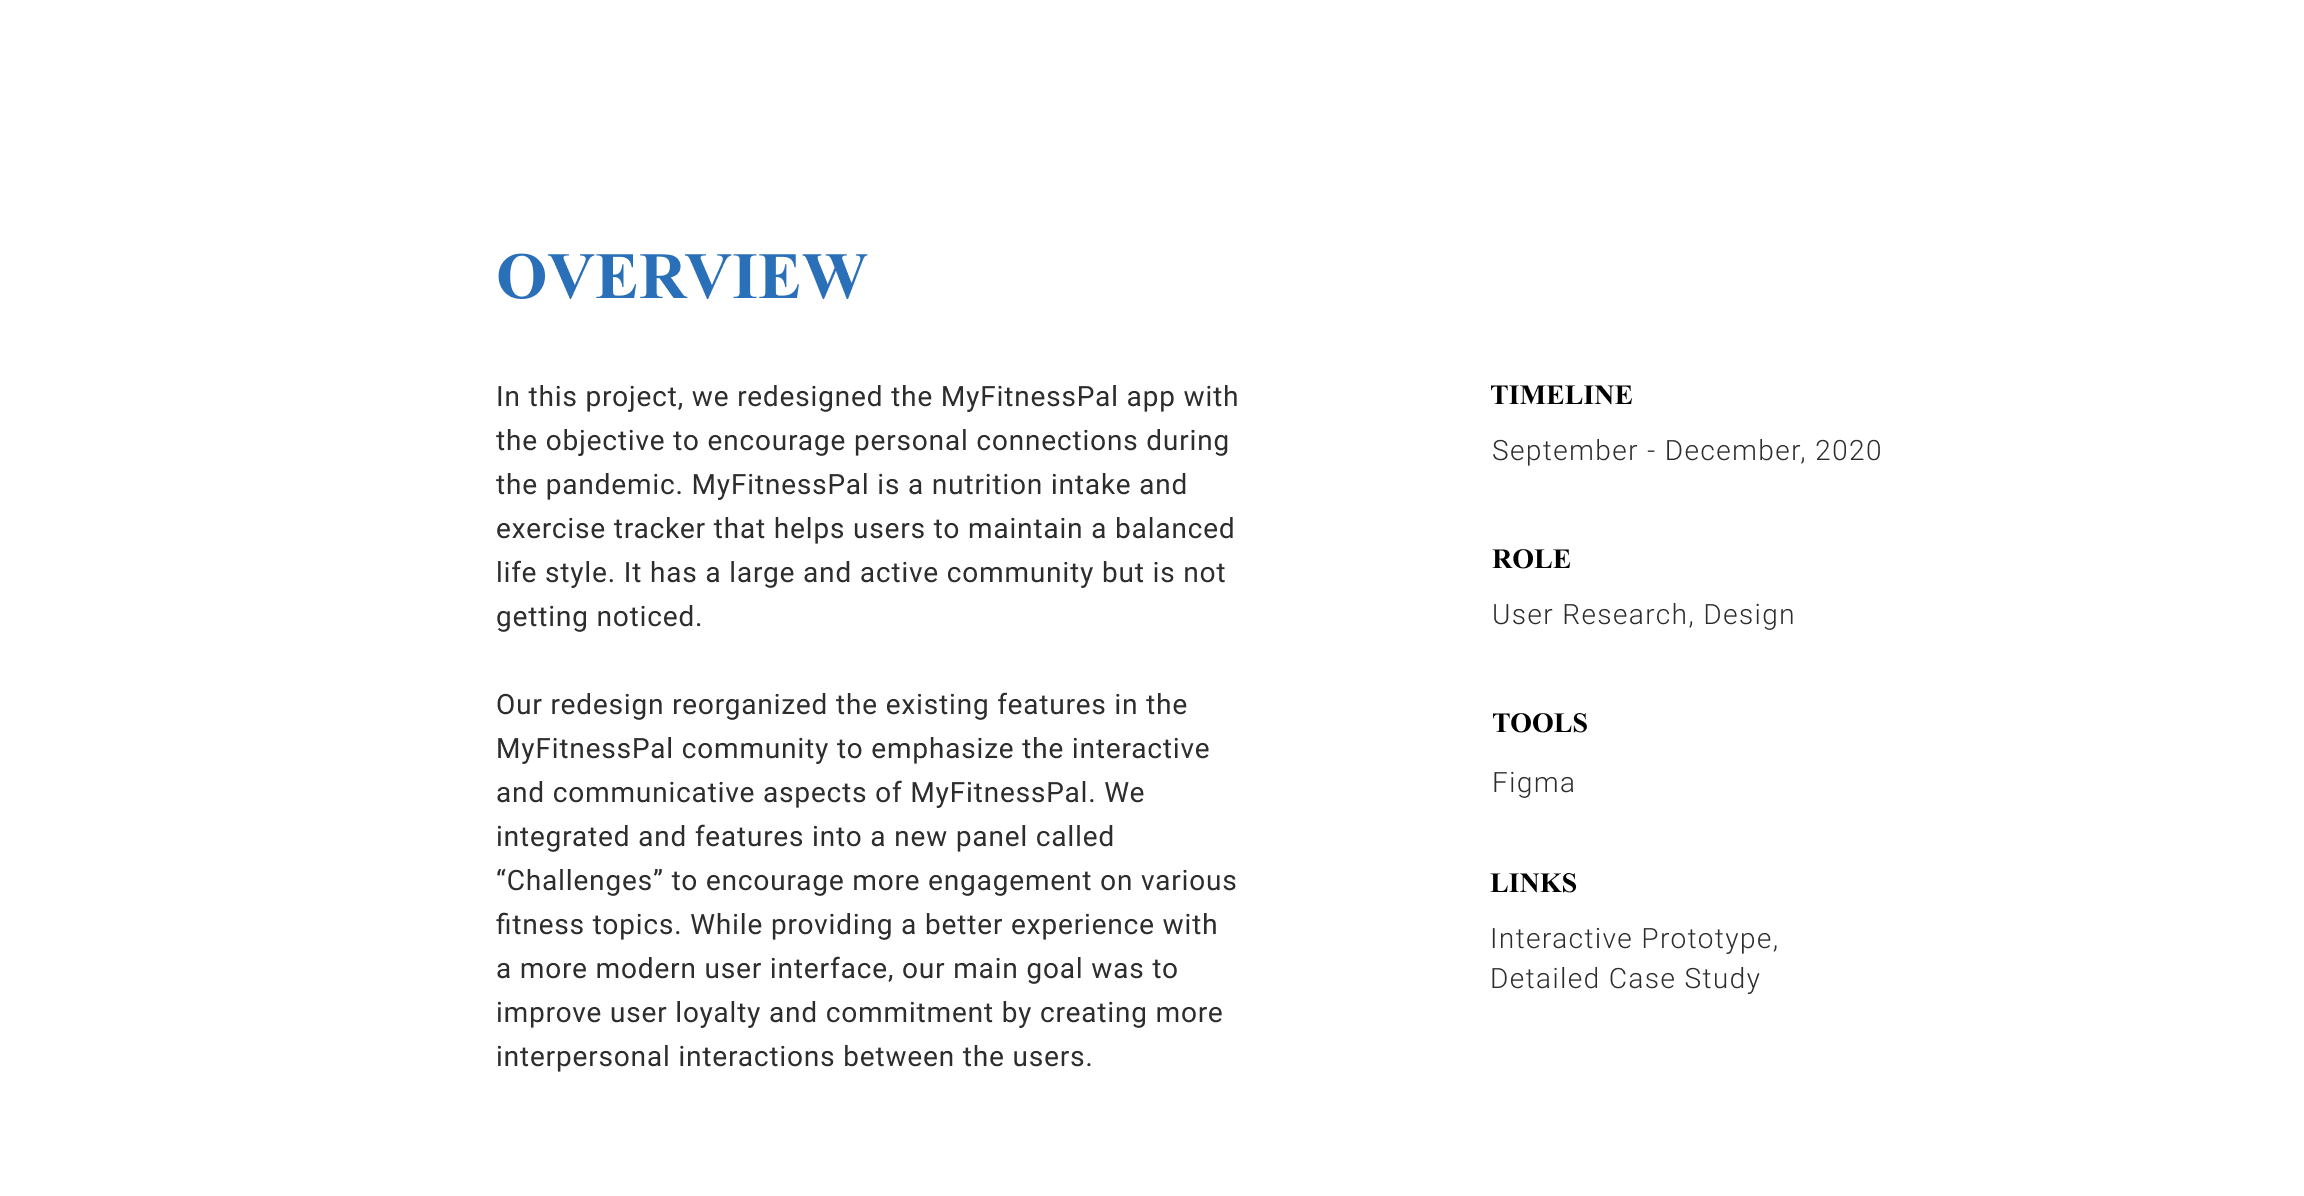 OVERVIEW
In this project, we redesigned the MyFitnessPal app with
the objective to encourage personal connections during
the pandemic. MyFitnessPal is a nutrition intake and
exercise tracker that helps users to maintain a balanced
life style. It has a large and active community but is not
getting noticed.
Our redesign reorganized the existing features in the
MyFitnessPal community to emphasize the interactive
and communicative aspects of MyFitnessPal. We
integrated and features into a new panel called
“Challenges” to encourage more engagement on various
fitness topics. While providing a better experience with
a more modern user interface, our main goal was to
improve user loyalty and commitment by creating more
interpersonal interactions between the users.
TIMELINE
September - December, 2020
ROLE
User Research, Design
TOOLS
Figma
LINKS
Interactive Prototype,
Detailed Case Study